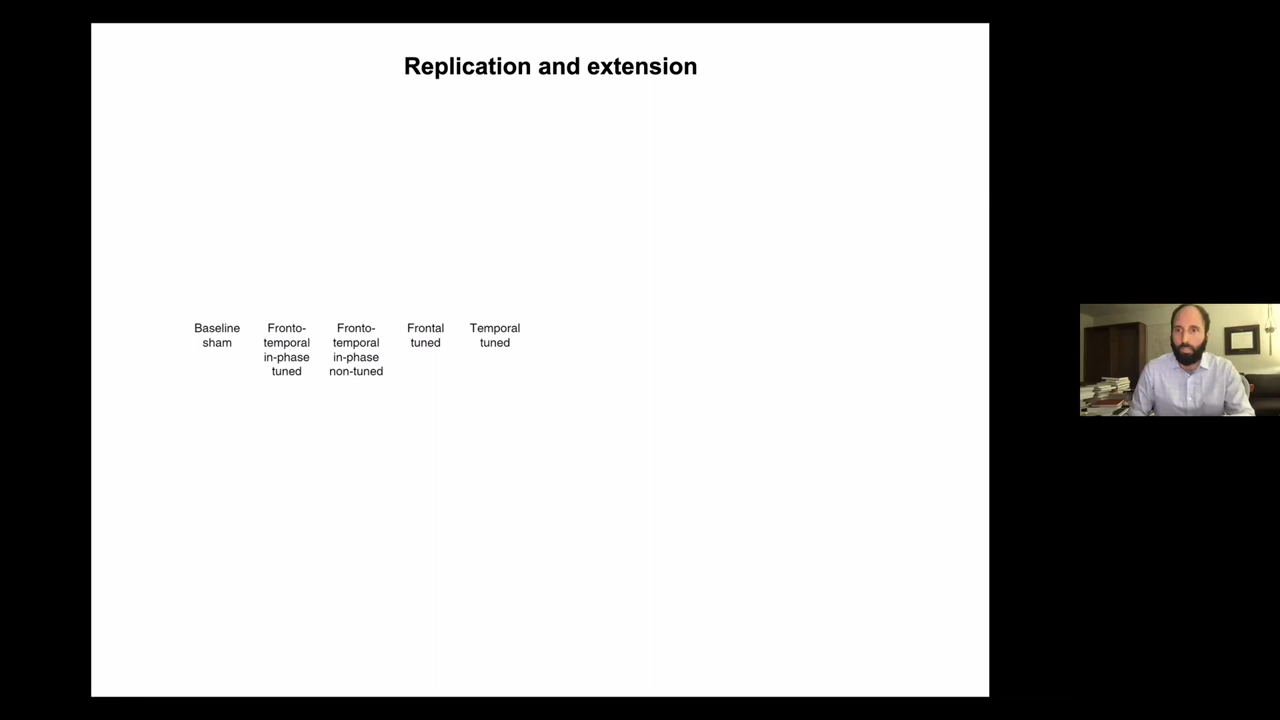 Replication and extension
Baseline
sham
Fronto-
temporal
in-phase
tuned
Fronto-
temporal
in-phase
non-tuned
Frontal
tuned
Temporal
tuned